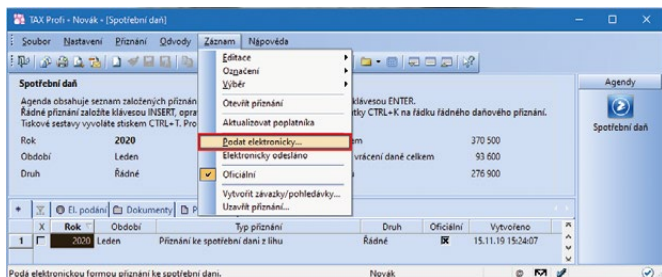 TAX Profi - Novák - [Spotřební daň]
Soubor Nastavení Přiznání Odvody Záznam Nápověda
Editace
Označení
Výběr
Otevřít přiznání
Aktualizovat poplatníka
Podat elektronicky...
Elektronicky odesláno
Oficiální
Vytvořit závazky/pohledávky...
Uzavřít přiznání...
Agendy
Spotřební daň
Spotřební daň
Agenda obsahuje seznam založených přiznán klávesou ENTER.
Řádné přiznání založíte klávesou INSERT, opra tky CTRL+K na řádku řádného daňového přiznání.
Tiskové sestavy vyvoláte stiskem CTRL+T. Pro
Rok 2020 370 500
Období Leden vrácení daně celkem 93 600
Druh Řádné 276 900
El. podání Dokumenty P
X Rok Období Typ přiznání Druh Oficiální Vytvořeno
1 2020 Leden Přiznání ke spotřební dani z lihu Řádné 15.11.19 15:24:07
Podá elektronickou formou přiznání ke spotřební dani. Novák @